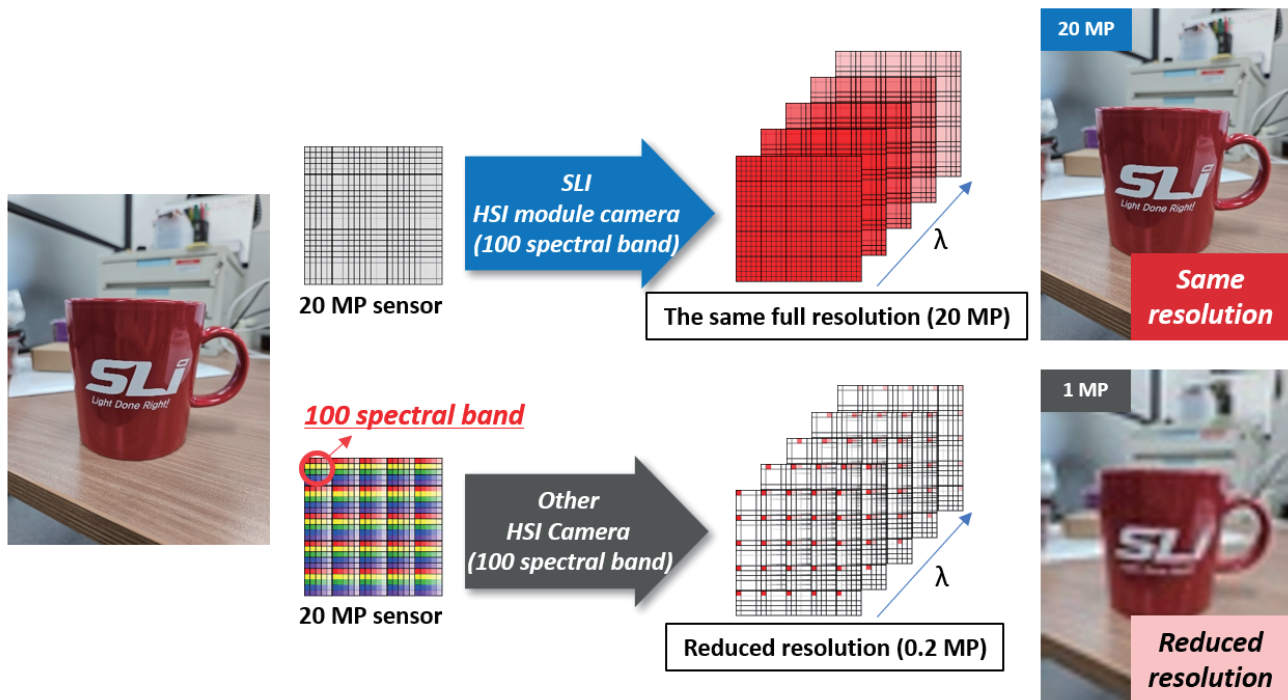 SLi
Light Done Right!
20 MP sensor
SLI
HSI module camera
(100 spectral band)
λ
The same full resolution (20 MP)
20 MP
SLi
Light Done Right!
Same
resolution
100 spectral band
20 MP sensor
Other
HSI Camera
(100 spectral band)
λ
Reduced resolution (0.2 MP)
1 MP
SLi
Reduced
resolution